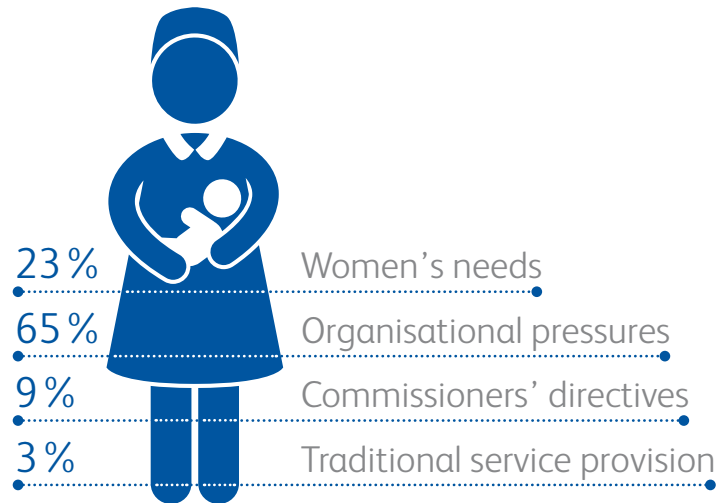 23% Women’s needs
65% Organisational pressures
9% Commissioners’ directives
3% Traditional service provision